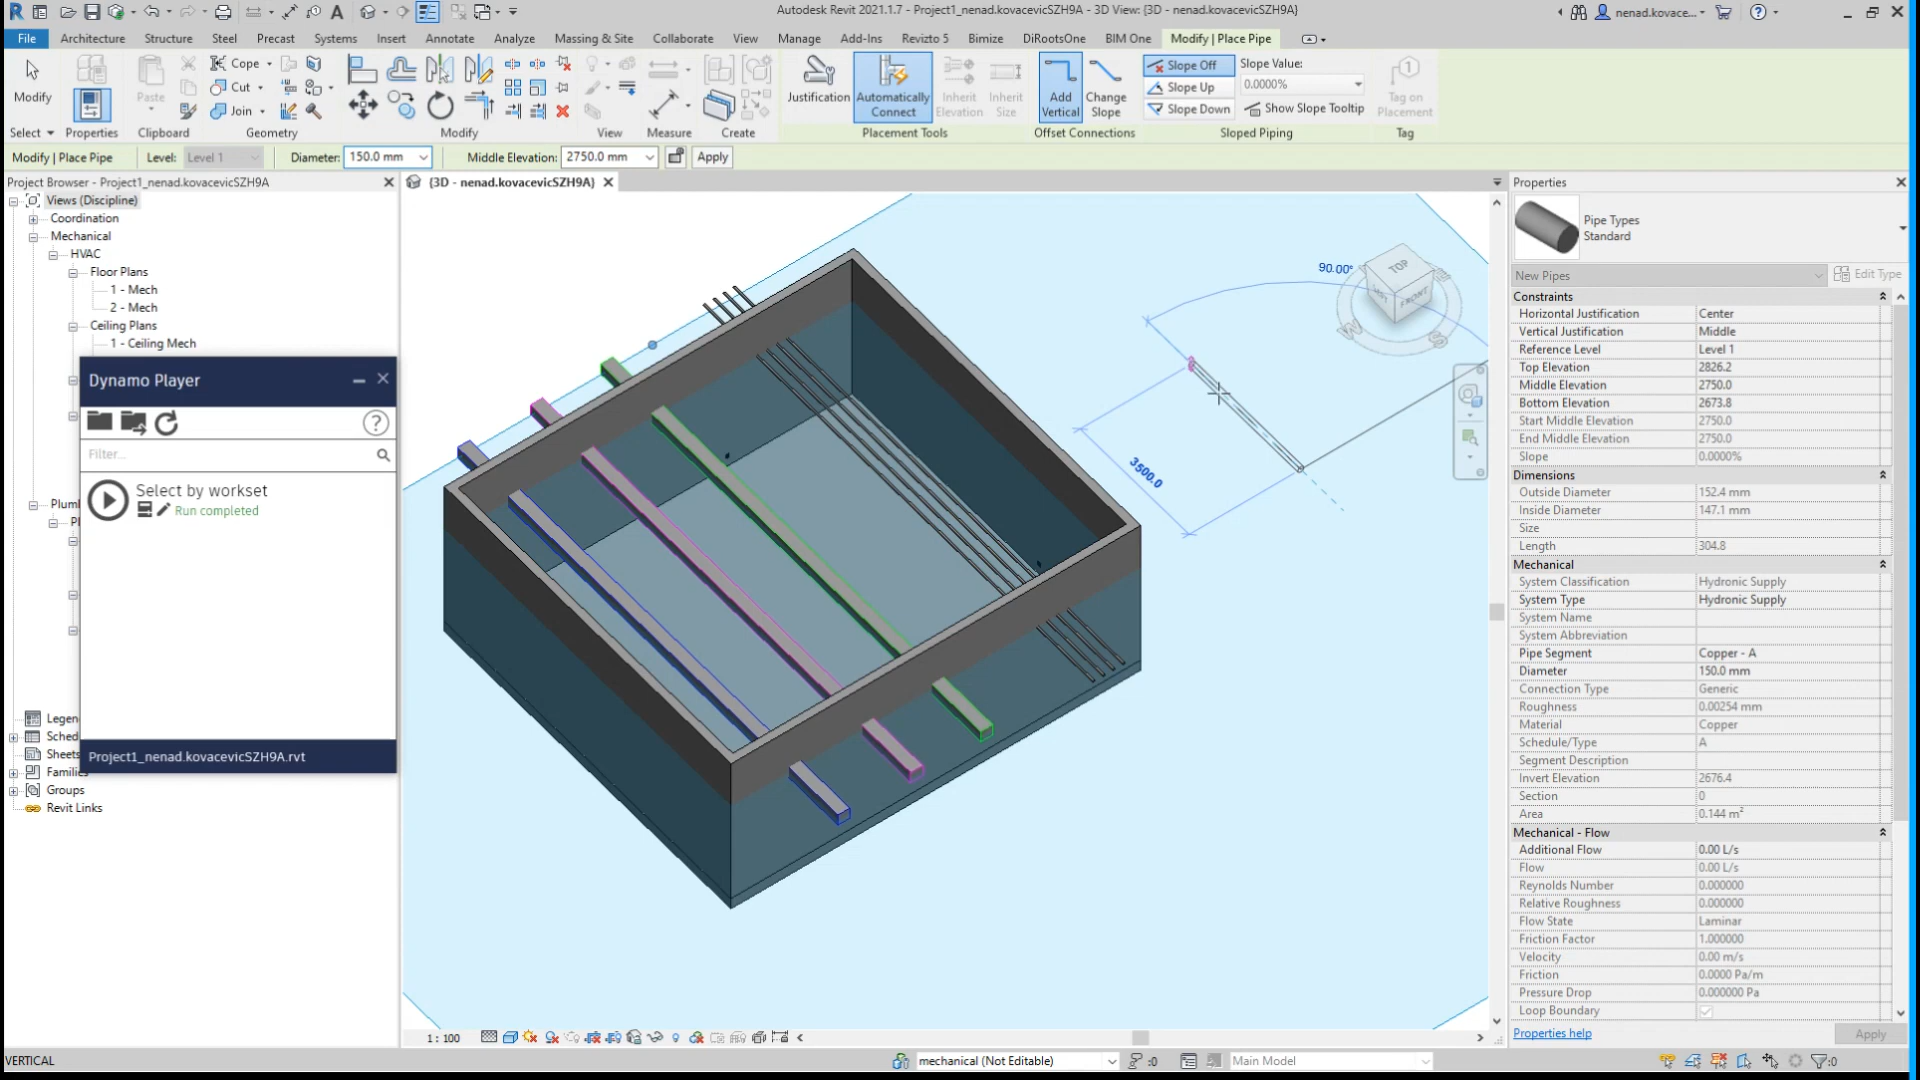 Autodesk Revit 2021.1.7 - Project1_nenad.kovacevicSZH9A - 3D View: {3D - nenad.kovacevicSZH9A}
nenad.kovace...
File Architecture Structure Steel Precast Systems Insert Annotate Analyze Massing & Site Collaborate View Manage Add-Ins Revizto 5 Bimize DiRootsOne BIM One Modify | Place Pipe
Modify
Paste
Cope
Cut
Join
Justification
Automatically
Connect
Inherit
Elevation
Inherit
Size
Add
Vertical
Change
Slope
Slope Off
Slope Up
Slope Down
Slope Value:
0.0000%
Show Slope Tooltip
Tag on
Placement
Select Properties Clipboard Geometry Modify View Measure Create Placement Tools Offset Connections Sloped Piping Tag
Modify | Place Pipe Level: Level 1 Diameter: 150.0 mm Middle Elevation: 2750.0 mm Apply
Project Browser - Project1_nenad.kovacevicSZH9A
Views (Discipline)
Coordination
Mechanical
HVAC
Floor Plans
1 - Mech
2 - Mech
Ceiling Plans
1 - Ceiling Mech
Plum
Legen
Sched
Sheets
Familie
Groups
Revit Links
Dynamo Player
Filter...
Select by workset
Run completed
Project1_nenad.kovacevicSZH9A.rvt
{3D - nenad.kovacevicSZH9A}
90.00°
TOP
FRONT
W
S
3500.0
Properties
Pipe Types
Standard
New Pipes Edit Type
Constraints
Horizontal Justification Center
Vertical Justification Middle
Reference Level Level 1
Top Elevation 2826.2
Middle Elevation 2750.0
Bottom Elevation 2673.8
Start Middle Elevation 2750.0
End Middle Elevation 2750.0
Slope 0.0000%
Dimensions
Outside Diameter 152.4 mm
Inside Diameter 147.1 mm
Size
Length 304.8
Mechanical
System Classification Hydronic Supply
System Type Hydronic Supply
System Name
System Abbreviation
Pipe Segment Copper - A
Diameter 150.0 mm
Connection Type Generic
Roughness 0.00254 mm
Material Copper
Schedule/Type A
Segment Description
Invert Elevation 2676.4
Section 0
Area 0.144 m²
Mechanical - Flow
Additional Flow 0.00 L/s
Flow 0.00 L/s
Reynolds Number 0.000000
Relative Roughness 0.000000
Flow State Laminar
Friction Factor 1.000000
Velocity 0.00 m/s
Friction 0.0000 Pa/m
Pressure Drop 0.000000 Pa
Loop Boundary
Properties help Apply
1 : 100
VERTICAL mechanical (Not Editable) :0 Main Model :0